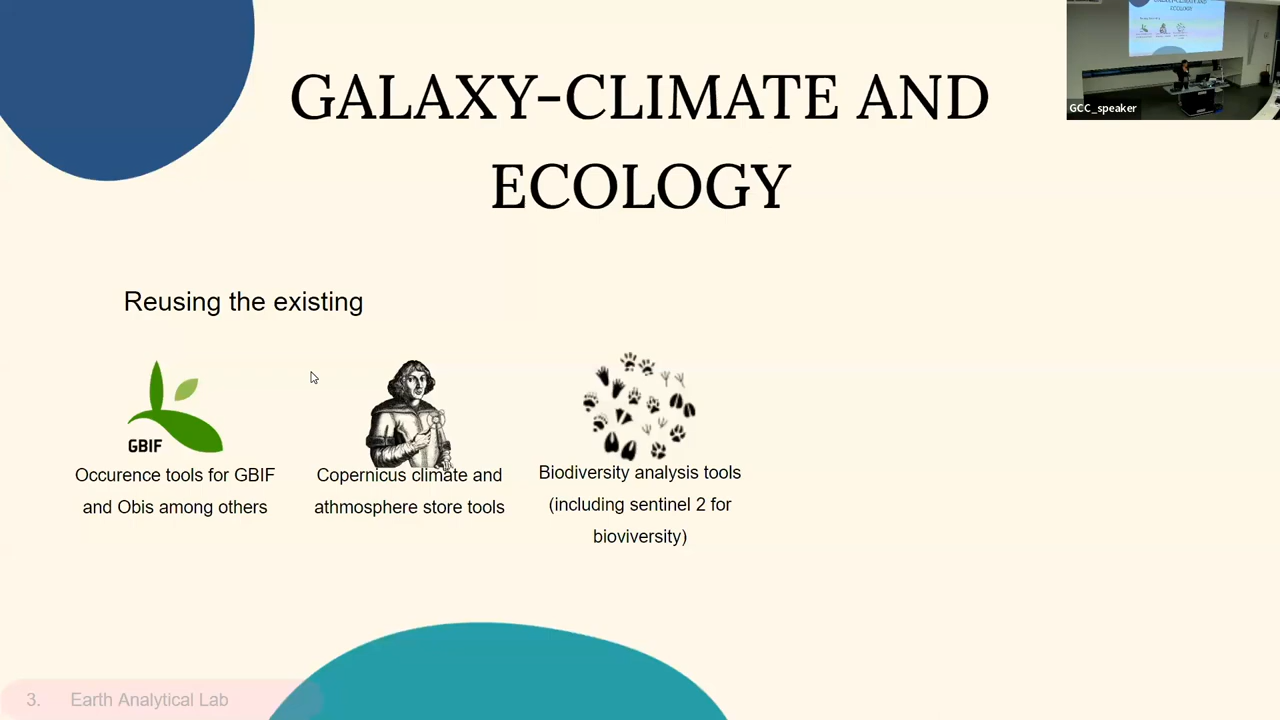 GALAXY-CLIMATE AND
ECOLOGY
GCC_speaker
Reusing the existing
GBIF
Occurence tools for GBIF
and Obis among others
Copernicus climate and
athmosphere store tools
Biodiversity analysis tools
(including sentinel 2 for
bioviversity)
3. Earth Analytical Lab